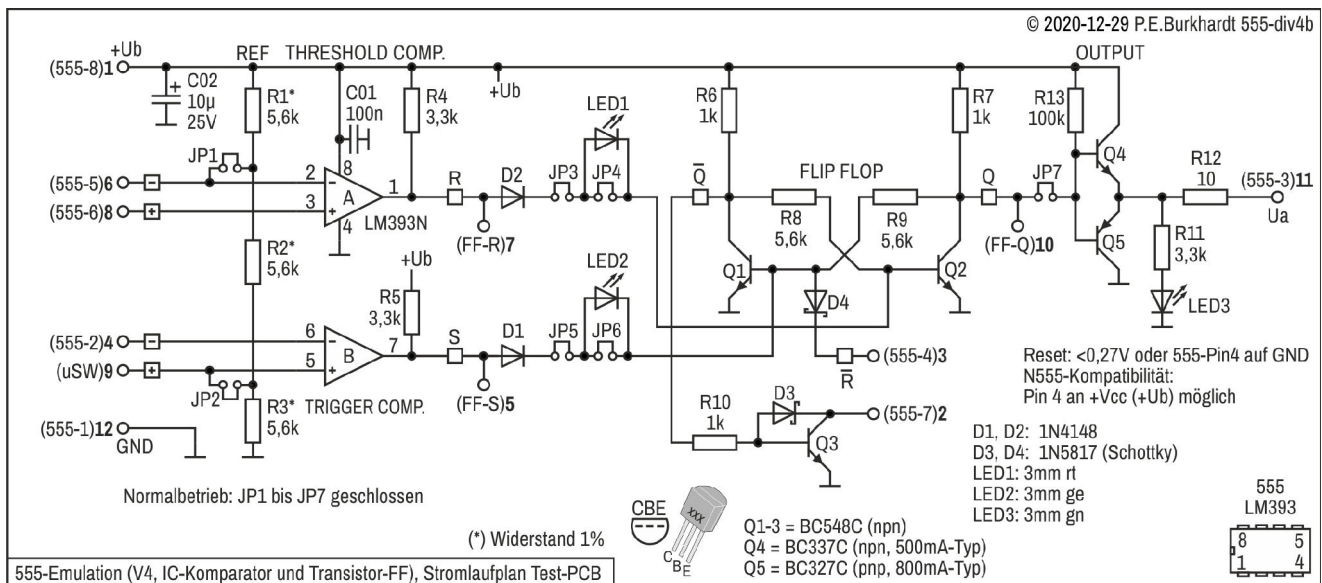 © 2020-12-29 P.E.Burkhardt 555-div4b
+Ub
REF
THRESHOLD COMP.
OUTPUT
(555-8)1
C02
10µ
25V
+
R1*
5,6k
C01
100n
R4
3,3k
+Ub
LED1
R6
1k
R7
1k
R13
100k
Q4
JP1
8
D2
JP3
JP4
Q̅
FLIP FLOP
Q
JP7
R12
10
(555-3)11
Ua
(555-5)6
-
2
-
A
1
R
(555-6)8
+
3
+
4
LM393N
(FF-R)7
R8
5,6k
R9
5,6k
(FF-Q)10
Q5
R11
3,3k
R2*
5,6k
+Ub
LED2
Q1
Q2
D4
LED3
R5
3,3k
(555-2)4
-
6
-
B
7
S
D1
JP5
JP6
(555-4)3
R̅
(uSW)9
+
5
+
JP2
(FF-S)5
R3*
5,6k
TRIGGER COMP.
(555-1)12
GND
R10
1k
D3
(555-7)2
Q3
Reset: <0,27V oder 555-Pin4 auf GND
N555-Kompatibilität:
Pin 4 an +Vcc (+Ub) möglich
D1, D2: 1N4148
D3, D4: 1N5817 (Schottky)
LED1: 3mm rt
LED2: 3mm ge
LED3: 3mm gn
Normalbetrieb: JP1 bis JP7 geschlossen
(*) Widerstand 1%
CBE
XXX
C
B
E
Q1-3 = BC548C (npn)
Q4 = BC337C (npn, 500mA-Typ)
Q5 = BC327C (pnp, 800mA-Typ)
555
LM393
8 5
1 4
555-Emulation (V4, IC-Komparator und Transistor-FF), Stromlaufplan Test-PCB